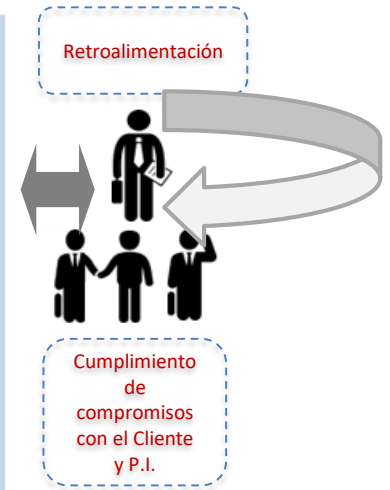 Retroalimentación
Cumplimiento
de
compromisos
con el Cliente
y P.I.